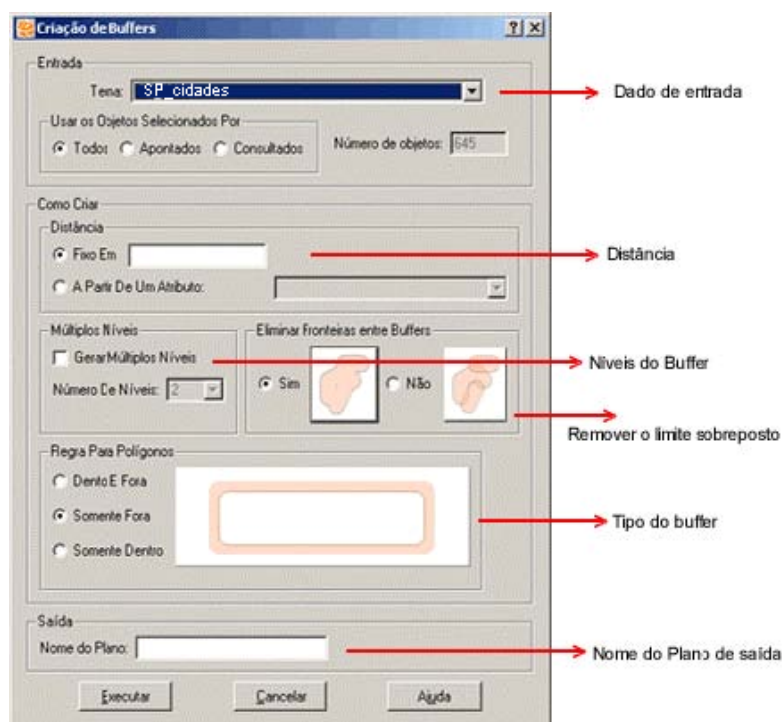 Criação de Buffers
Entrada
Tema: SP_cidades
Dado de entrada
Usar os Objetos Selecionados Por
Todos Apontados Consultados
Número de objetos: 645
Como Criar
Distância
Fixo Em
Distância
A Partir De Um Atributo:
Múltiplos Níveis
Eliminar Fronteiras entre Buffers
Gerar Múltiplos Níveis
Níveis do Buffer
Número De Níveis: 2
Sim Não
Remover o limite sobreposto
Regra Para Polígonos
Dento E Fora
Somente Fora
Tipo do buffer
Somente Dentro
Saída
Nome do Plano:
Nome do Plano de saída
Executar Cancelar Ajuda